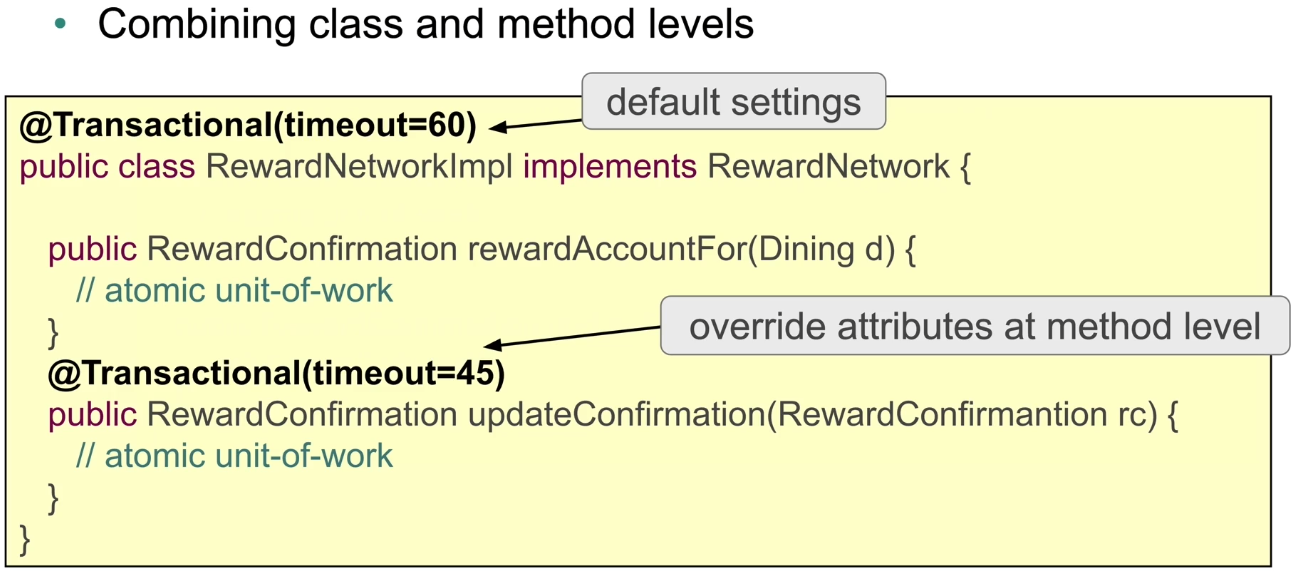 • Combining class and method levels
default settings
@Transactional(timeout=60)
public class RewardNetworkImpl implements RewardNetwork {
public RewardConfirmation rewardAccountFor(Dining d) {
// atomic unit-of-work
}
override attributes at method level
@Transactional(timeout=45)
public RewardConfirmation updateConfirmation(RewardConfirmantion rc) {
// atomic unit-of-work
}
}